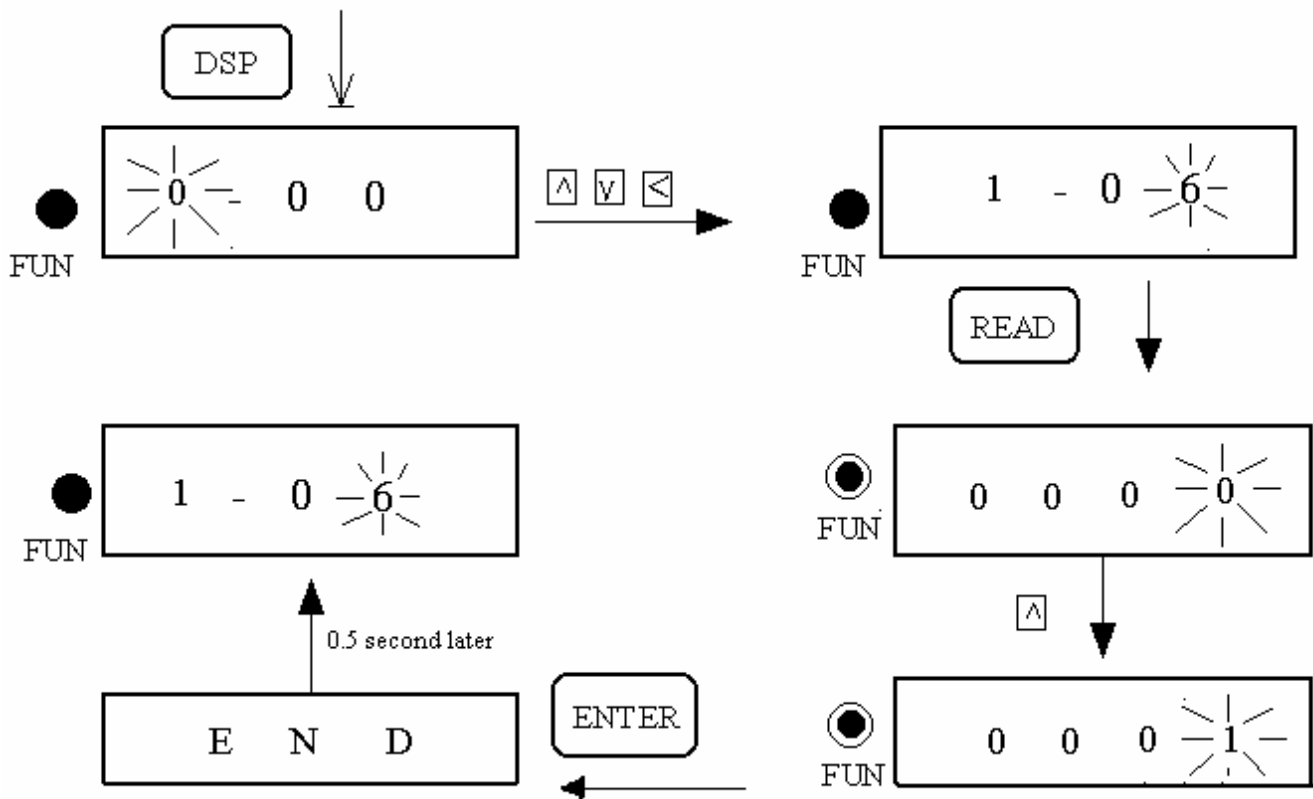 DSP
0 - 0 0
FUN
^ v <
1 - 0 6
FUN
READ
0 0 0 0
FUN
^
0 0 0 1
FUN
ENTER
E N D
0.5 second later
1 - 0 6
FUN